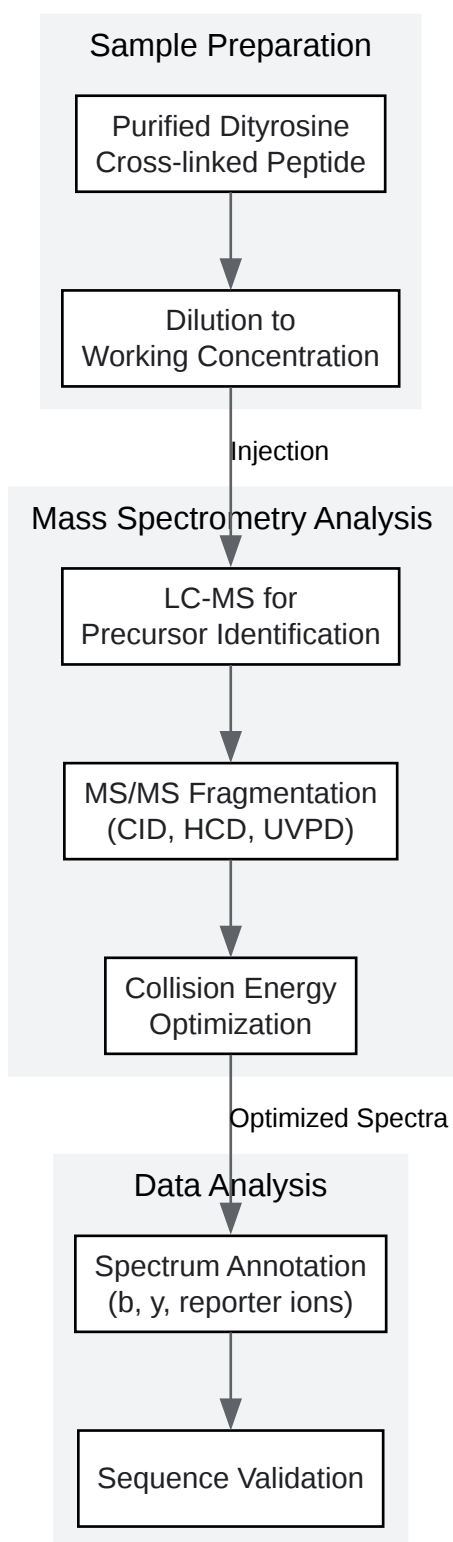 Sample Preparation
Purified Dityrosine
Cross-linked Peptide
Dilution to
Working Concentration
Injection
Mass Spectrometry Analysis
LC-MS for
Precursor Identification
MS/MS Fragmentation
(CID, HCD, UVPD)
Collision Energy
Optimization
Optimized Spectra
Data Analysis
Spectrum Annotation
(b, y, reporter ions)
Sequence Validation